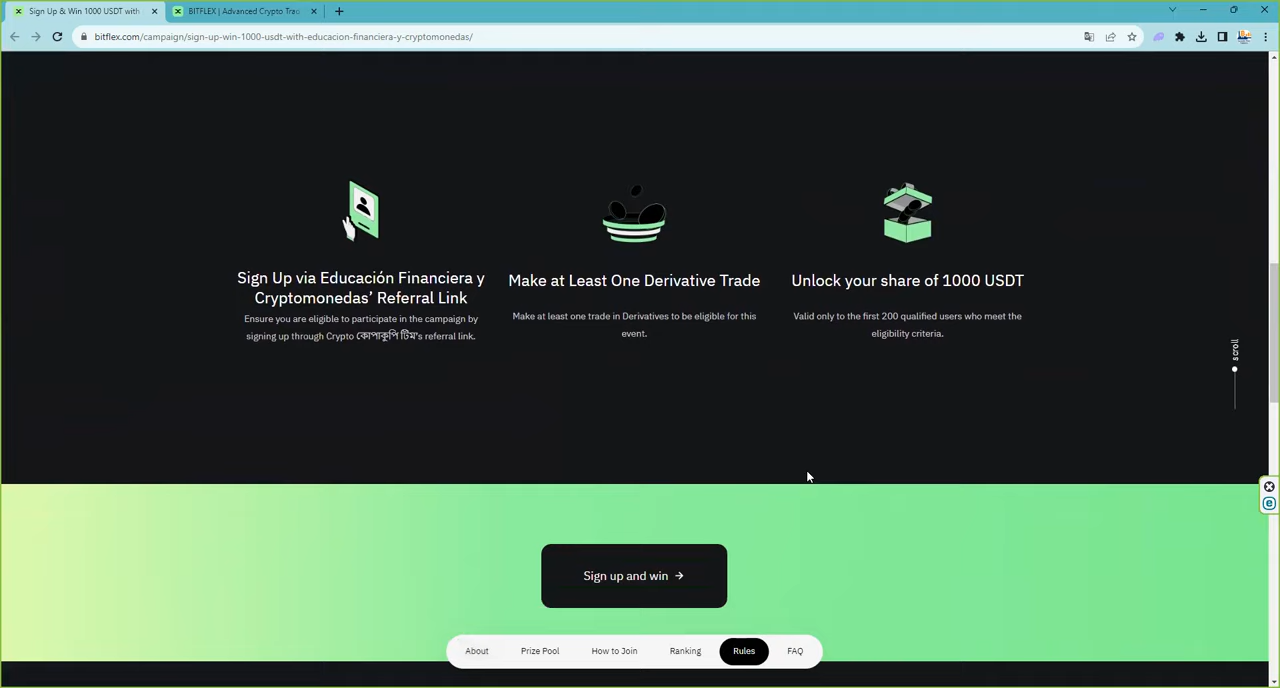 Sign Up & Win 1000 USDT with
BITFLEX | Advanced Crypto Trad
bitflex.com/campaign/sign-up-win-1000-usdt-with-educacion-financiera-y-cryptomonedas/
Sign Up via Educación Financiera y
Cryptomonedas’ Referral Link
Ensure you are eligible to participate in the campaign by
signing up through Crypto কোপাকুপি টিম's referral link.
Make at Least One Derivative Trade
Make at least one trade in Derivatives to be eligible for this
event.
Unlock your share of 1000 USDT
Valid only to the first 200 qualified users who meet the
eligibility criteria.
scroll
Sign up and win →
About
Prize Pool
How to Join
Ranking
Rules
FAQ